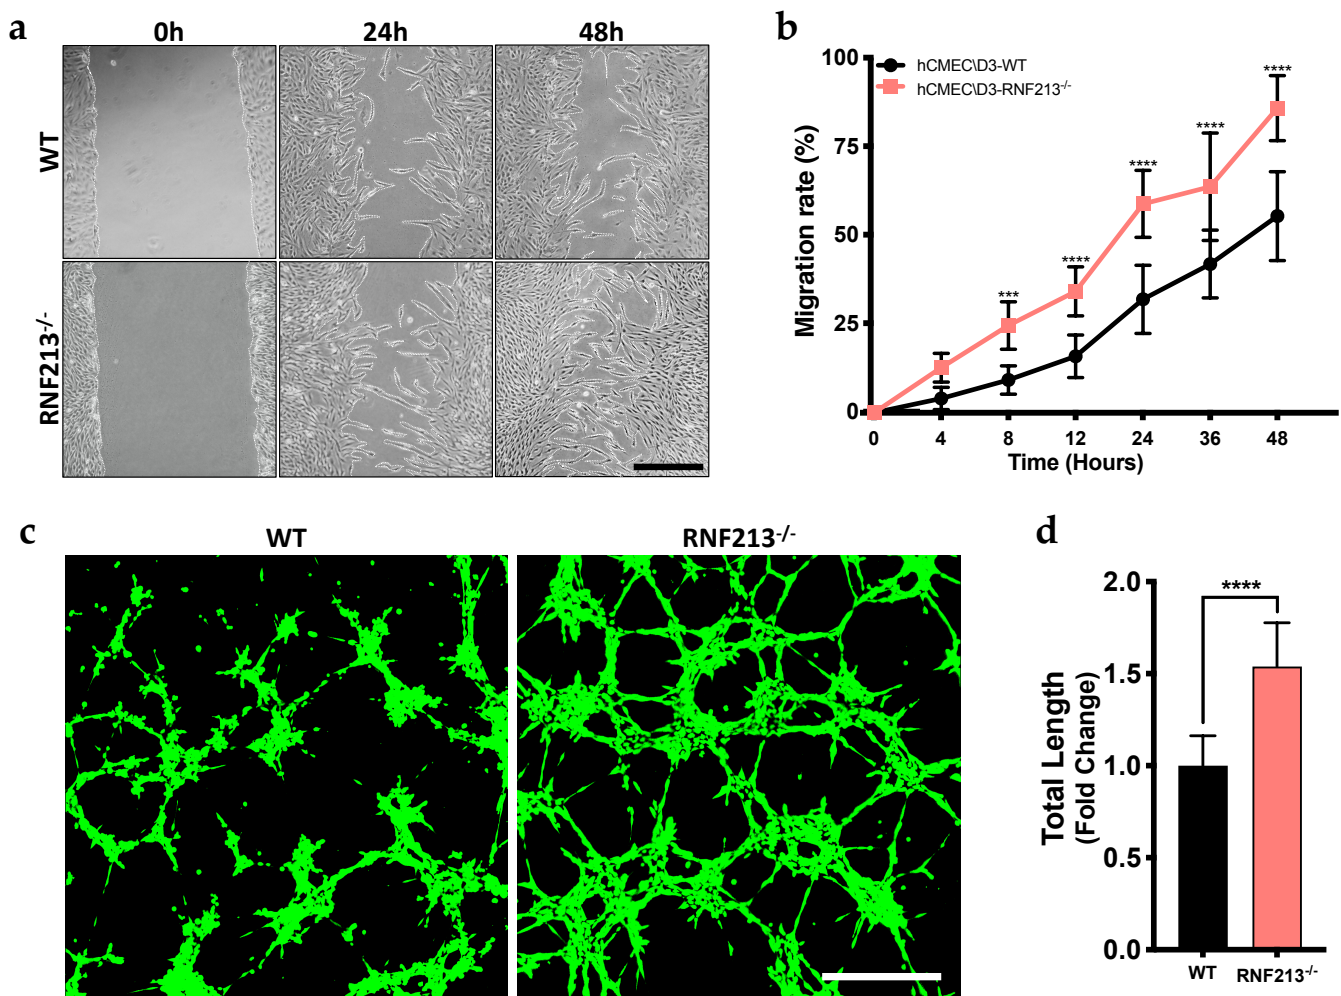 a
0h 24h 48h
WT
RNF213-/-
b
hCMEC\D3-WT
hCMEC\D3-RNF213-/-
Migration rate (%)
100
75
50
25
0
***
****
****
****
****
0 4 8 12 24 36 48
Time (Hours)
c
WT RNF213-/-
d
****
Total Length
(Fold Change)
2.0
1.5
1.0
0.5
0.0
WT RNF213-/-